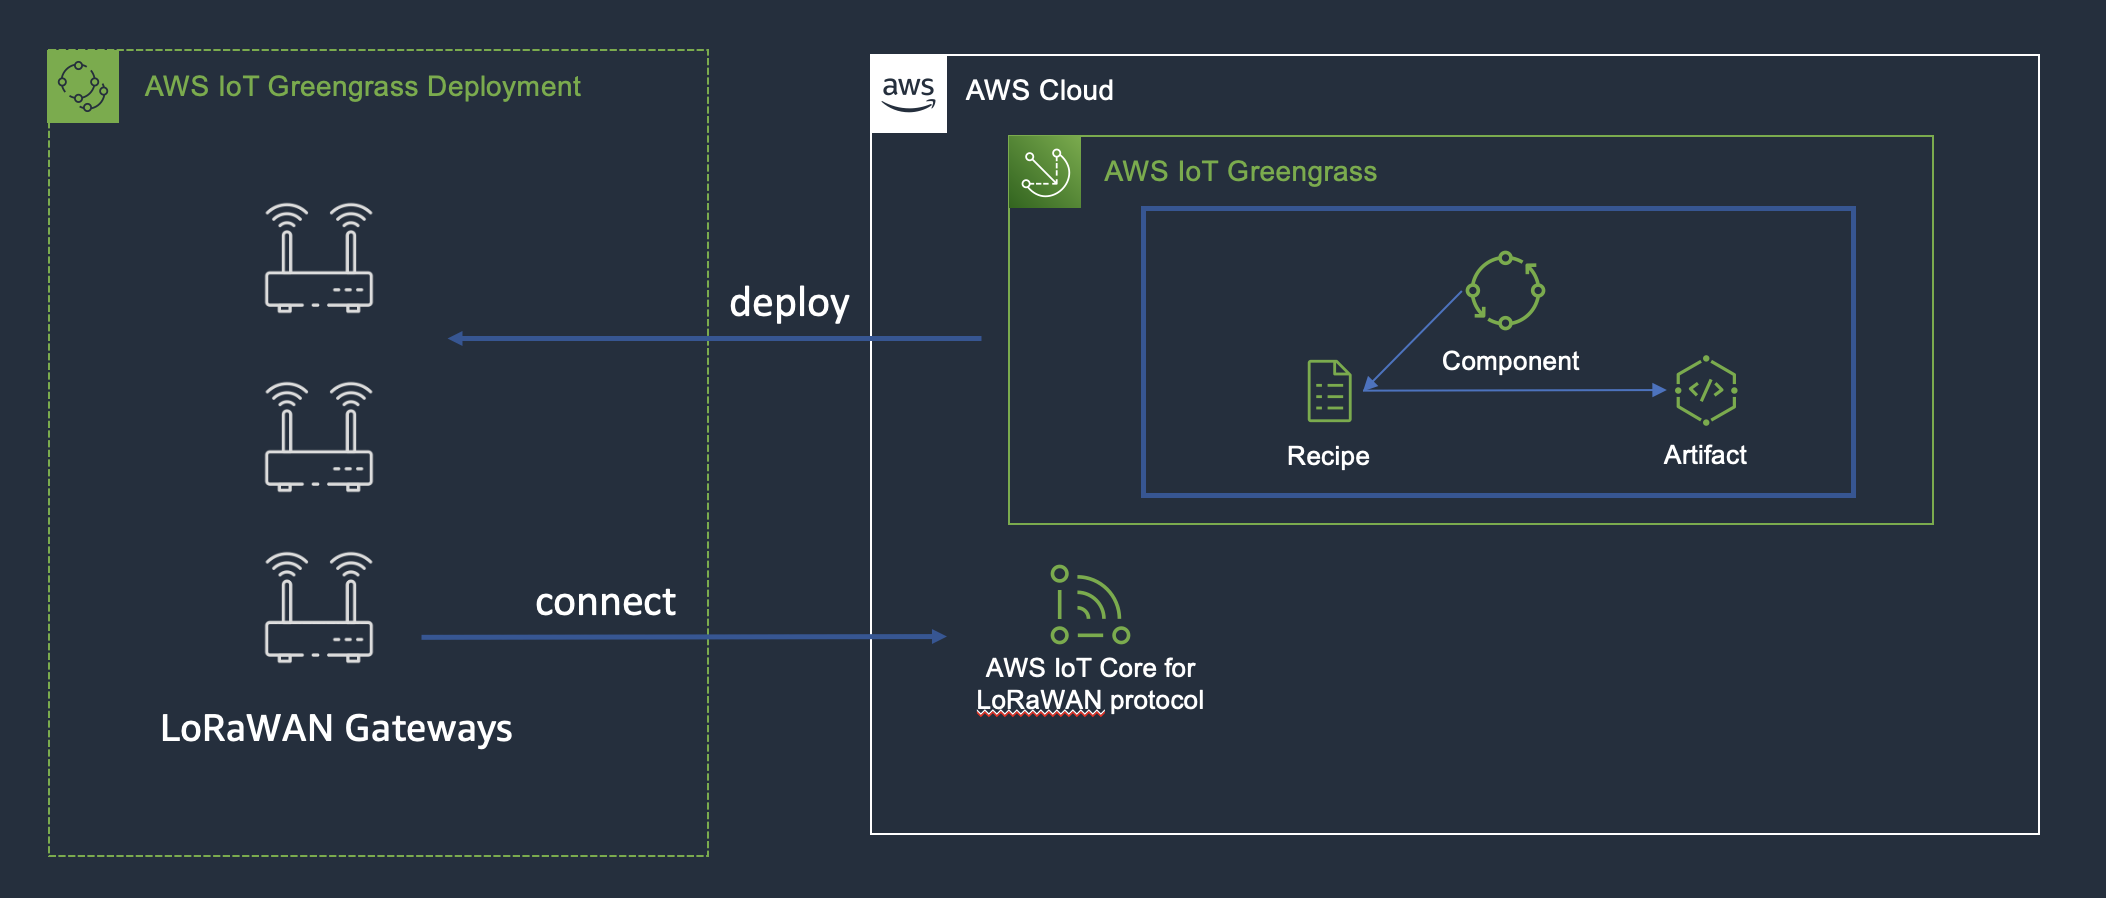 AWS IoT Greengrass Deployment
aws
AWS Cloud
AWS IoT Greengrass
deploy
Component
Recipe
Artifact
connect
AWS IoT Core for
LoRaWAN protocol
LoRaWAN Gateways